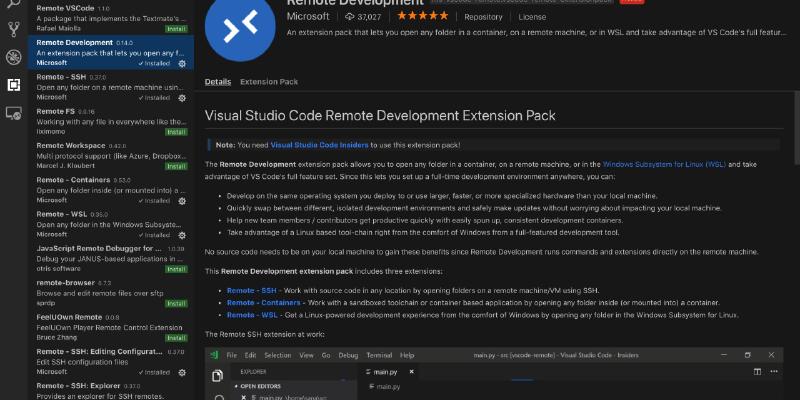 Remote VSCode 1.1.0
A package that implements the Textmate's ...
Rafael Maiolla Install
Remote Development 0.14.0
An extension pack that lets you open any f...
Microsoft ✓ Installed
Remote - SSH 0.37.0
Open any folder on a remote machine usin...
Microsoft ✓ Installed
Remote FS 0.0.16
Working with any file in everywhere like the...
liximomo Install
Remote Workspace 0.42.0
Multi protocol support (like Azure, Dropbox...
Marcel J. Kloubert Install
Remote - Containers 0.53.0
Open any folder inside (or mounted into) a ...
Microsoft ✓ Installed
Remote - WSL 0.35.0
Open any folder in the Windows Subsyste...
Microsoft ✓ Installed
JavaScript Remote Debugger for ... 1.0.39
Debug your JANUS-based applications in ...
otris software Install
remote-browser 0.7.3
Browse and edit remote files over sftp
sprdp Install
FeelUOwn Remote 0.0.8
FeelUOwn Player Remote Control Extension
Bruce Zhang Install
Remote - SSH: Editing Configurat... 0.37.0
Edit SSH configuration files
Microsoft ✓ Installed
Remote - SSH: Explorer 0.37.0
Provides an explorer for SSH remotes.
Remote Development
Microsoft 37,027 ★★★★★ Repository License
An extension pack that lets you open any folder in a container, on a remote machine, or in WSL and take advantage of VS Code's full featur...
Details Extension Pack
Visual Studio Code Remote Development Extension Pack
Note: You need Visual Studio Code Insiders to use this extension pack!
The Remote Development extension pack allows you to open any folder in a container, on a remote machine, or in the Windows Subsystem for Linux (WSL) and take
advantage of VS Code's full feature set. Since this lets you set up a full-time development environment anywhere, you can:
• Develop on the same operating system you deploy to or use larger, faster, or more specialized hardware than your local machine.
• Quickly swap between different, isolated development environments and safely make updates without worrying about impacting your local machine.
• Help new team members / contributors get productive quickly with easily spun up, consistent development containers.
• Take advantage of a Linux based tool-chain right from the comfort of Windows from a full-featured development tool.
No source code needs to be on your local machine to gain these benefits since Remote Development runs commands and extensions directly on the remote machine.
This Remote Development extension pack includes three extensions:
• Remote - SSH - Work with source code in any location by opening folders on a remote machine/VM using SSH.
• Remote - Containers - Work with a sandboxed toolchain or container based application by opening any folder inside (or mounted into) a container.
• Remote - WSL - Get a Linux-powered development experience from the comfort of Windows by opening any folder in the Windows Subsystem for Linux.
The Remote SSH extension at work:
File Edit Selection View Go Debug Terminal Help main.py - src [vscode-remote] - Visual Studio Code - Insiders
EXPLORER
OPEN EDITORS
main.py
main.py
main.py